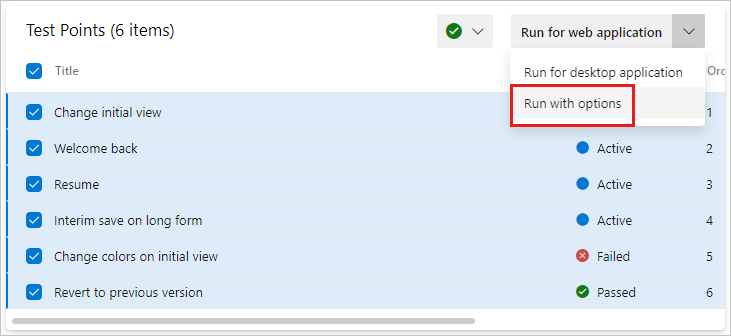 Test Points (6 items)
Run for web application
Run for desktop application
Run with options
Title
Change initial view 1
Welcome back Active 2
Resume Active 3
Interim save on long form Active 4
Change colors on initial view Failed 5
Revert to previous version Passed 6